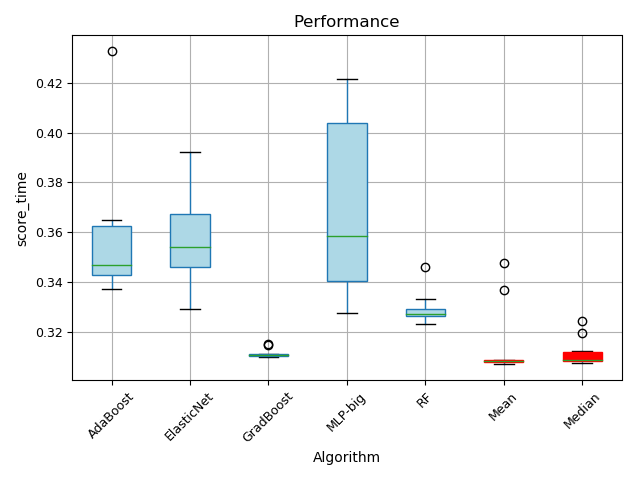 Performance
score_time
0.42
0.40
0.38
0.36
0.34
0.32
AdaBoost
ElasticNet
GradBoost
MLP-big
RF
Mean
Median
Algorithm